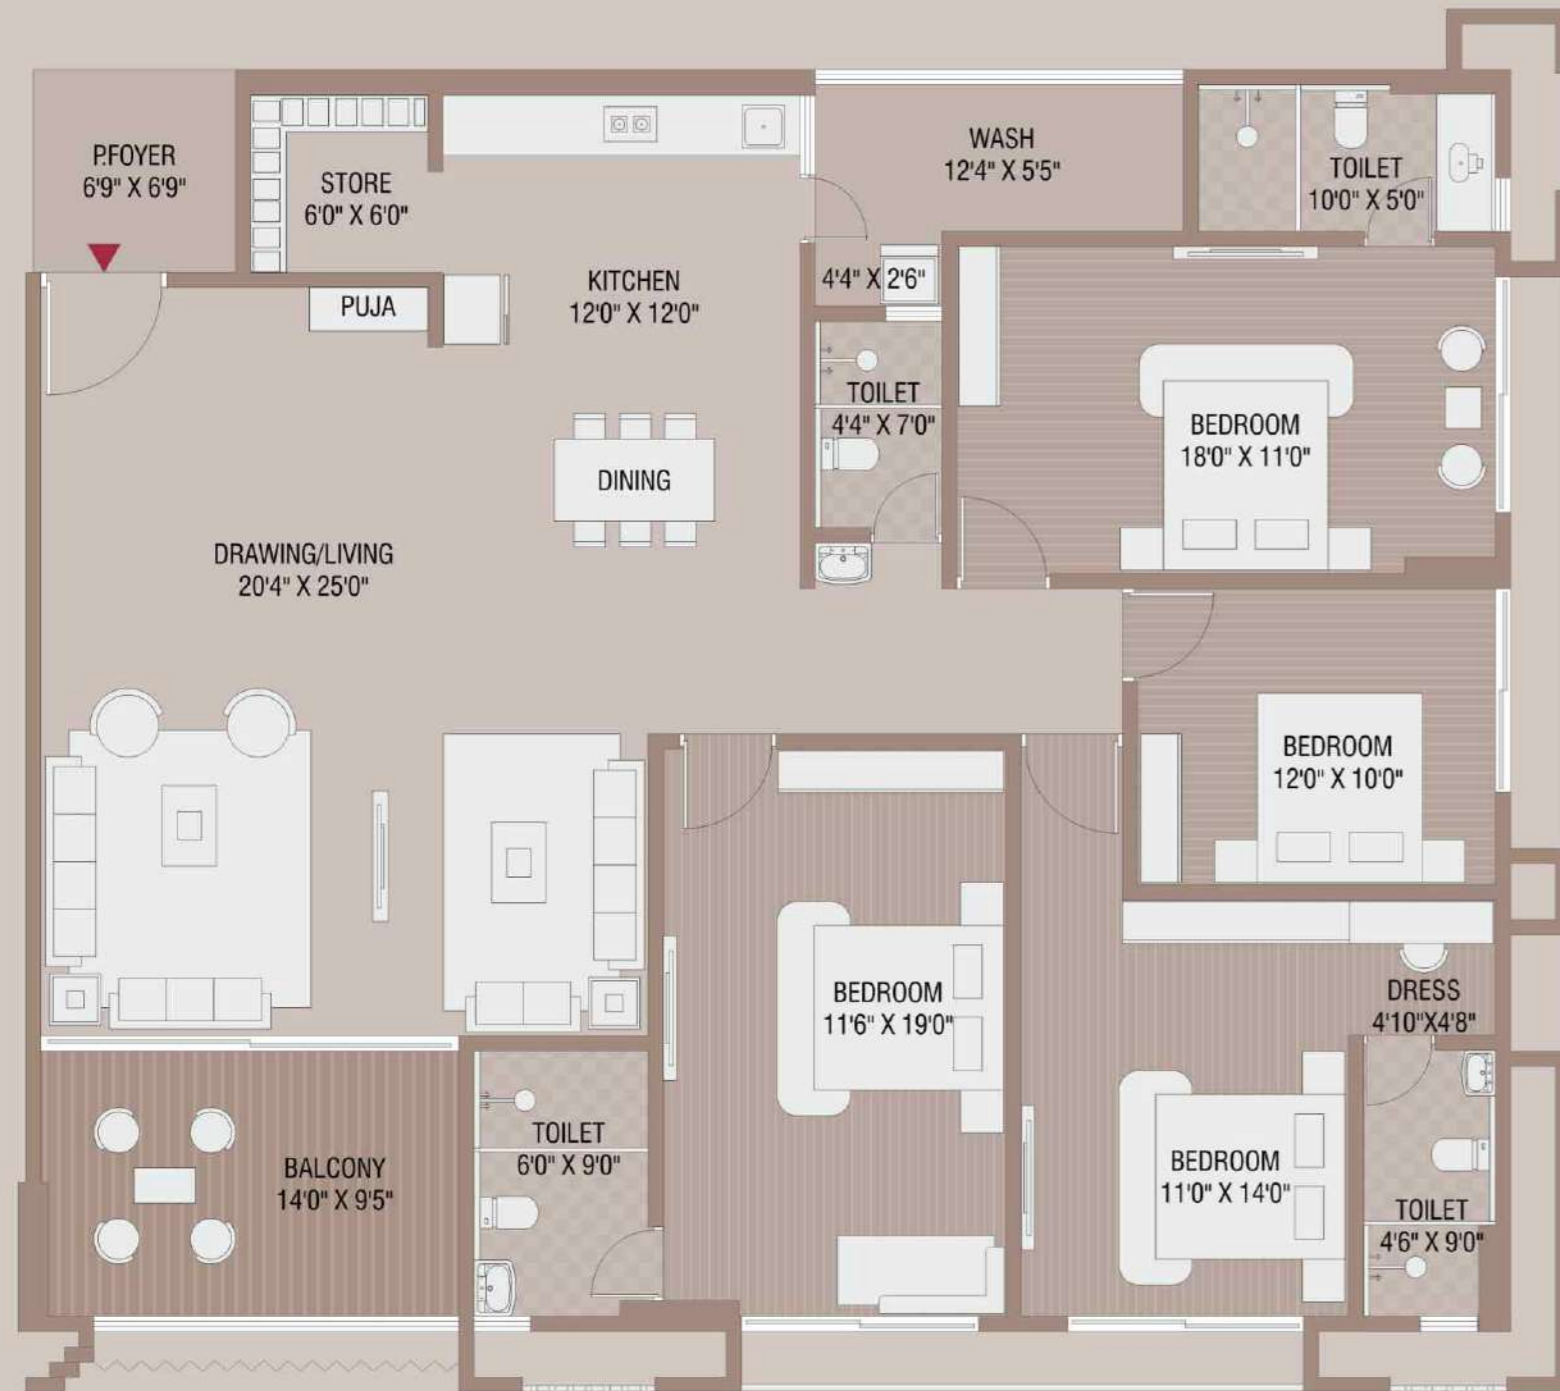 P.FOYER
6'9" X 6'9"
STORE
6'0" X 6'0"
WASH
12'4" X 5'5"
TOILET
10'0" X 5'0"
PUJA
KITCHEN
12'0" X 12'0"
4'4" X 2'6"
TOILET
4'4" X 7'0"
BEDROOM
18'0" X 11'0"
DINING
DRAWING/LIVING
20'4" X 25'0"
BEDROOM
12'0" X 10'0"
BEDROOM
11'6" X 19'0"
DRESS
4'10"X4'8"
BALCONY
14'0" X 9'5"
TOILET
6'0" X 9'0"
BEDROOM
11'0" X 14'0"
TOILET
4'6" X 9'0"